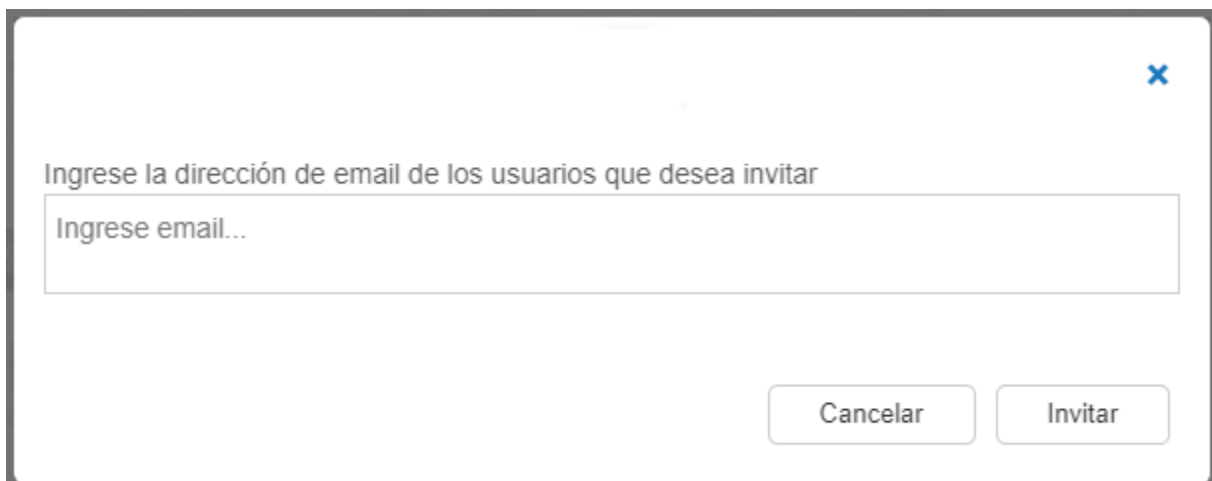 Ingrese la dirección de email de los usuarios que desea invitar
Ingrese email...
Cancelar
Invitar